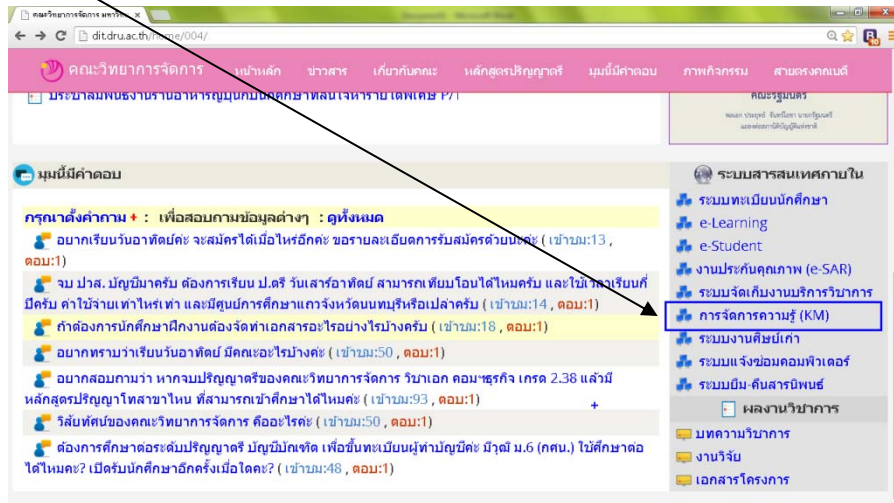 คณะวิทยาการจัดการ มหาวิ
dit.dru.ac.th/home/004/
คณะวิทยาการจัดการ หน้าหลัก ข่าวสาร เกี่ยวกับคณะ หลักสูตรปริญญาตรี มุมนี้มีคำตอบ ภาพกิจกรรม สายตรงคณบดี
คณะรัฐมนตรี
มุมนี้มีคำตอบ
กรุณาตั้งคำถาม + : เพื่อสอบถามข้อมูลต่างๆ : ดูทั้งหมด
อยากเรียนวันอาทิตย์ค่ะ จะสมัครได้เมื่อไหร่อีกค่ะ ขอรายละเอียดการรับสมัครด้วยนะค่ะ ( เข้าชม:13 ,
ตอบ:1)
จบ ปวส. บัญชีมาครับ ต้องการเรียน ป.ตรี วันเสาร์อาทิตย์ สามารถเทียบโอนได้ไหมครับ และใช้เวลาเรียนกี่
ปีครับ ค่าใช้จ่ายเท่าไหร่เท่า และมีศูนย์การศึกษาแถวจังหวัดนนทบุรีหรือเปล่าครับ ( เข้าชม:14 , ตอบ:1)
ถ้าต้องการนักศึกษาฝึกงานต้องจัดทำเอกสารอะไรอย่างไรบ้างครับ ( เข้าชม:18 , ตอบ:1)
อยากทราบว่าเรียนวันอาทิตย์ มีคณะอะไรบ้างค่ะ ( เข้าชม:50 , ตอบ:1)
อยากสอบถามว่า หากจบปริญญาตรีของคณะวิทยาการจัดการ วิชาเอก คอมฯธุรกิจ เกรด 2.38 แล้วมี
หลักสูตรปริญญาโทสาขาไหน ที่สามารถเข้าศึกษาได้ไหมค่ะ ( เข้าชม:93 , ตอบ:1)
วิสัยทัศน์ของคณะวิทยาการจัดการ คืออะไรค่ะ ( เข้าชม:50 , ตอบ:1)
ต้องการศึกษาต่อระดับปริญญาตรี บัญชีบัณฑิต เพื่อขึ้นทะเบียนผู้ทำบัญชีค่ะ มีวุฒิ ม.6 (กศน.) ใช้ศึกษาต่อ
ได้ไหมคะ? เปิดรับนักศึกษาอีกครั้งเมื่อใดคะ? ( เข้าชม:48 , ตอบ:1)
ระบบสารสนเทศภายใน
ระบบทะเบียนนักศึกษา
e-Learning
e-Student
งานประกันคุณภาพ (e-SAR)
ระบบจัดเก็บงานบริการวิชาการ
การจัดการความรู้ (KM)
ระบบงานศิษย์เก่า
ระบบแจ้งซ่อมคอมพิวเตอร์
ระบบยืม-คืนสารนิพนธ์
ผลงานวิชาการ
บทความวิชาการ
งานวิจัย
เอกสารโครงการ